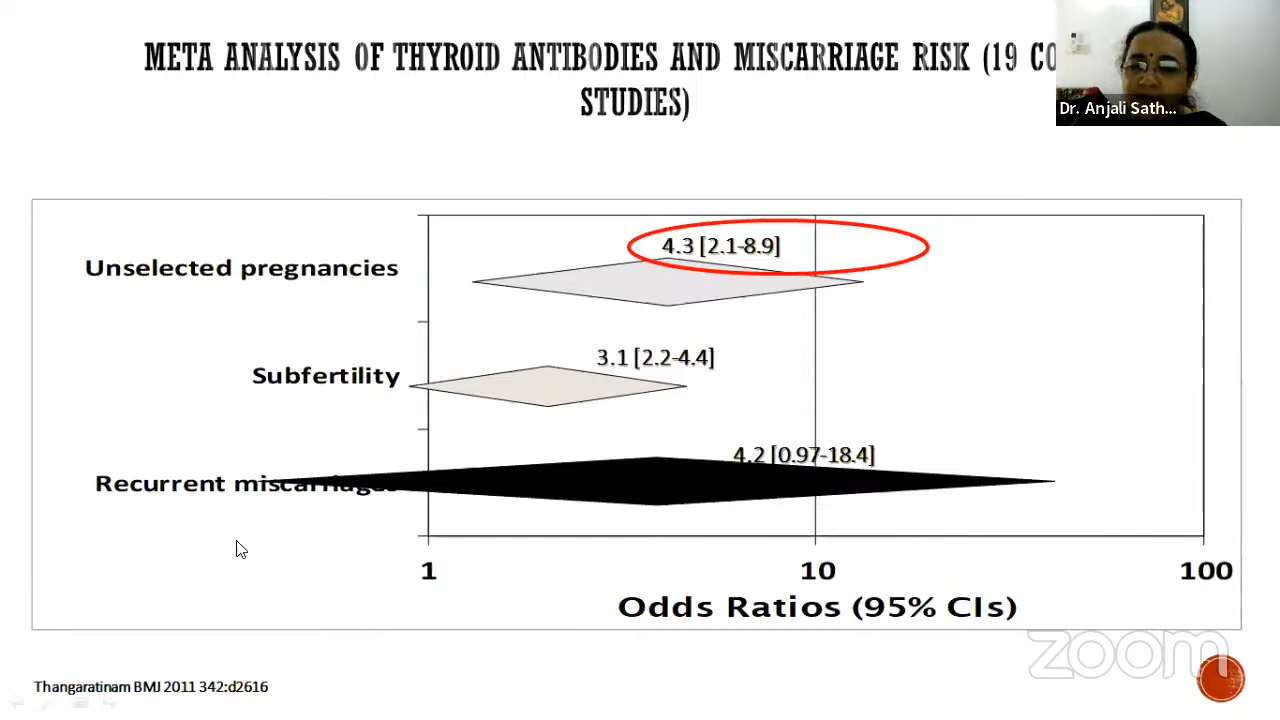 META ANALYSIS OF THYROID ANTIBODIES AND MISCARRIAGE RISK (19
STUDIES)
Dr. Anjali Sath...
4.3 [2.1-8.9]
Unselected pregnancies
3.1 [2.2-4.4]
Subfertility
4.2 [0.97-18.4]
Recurrent miscarriages
1 10 100
Odds Ratios (95% CIs)
zoom
Thangaratinam BMJ 2011 342:d2616